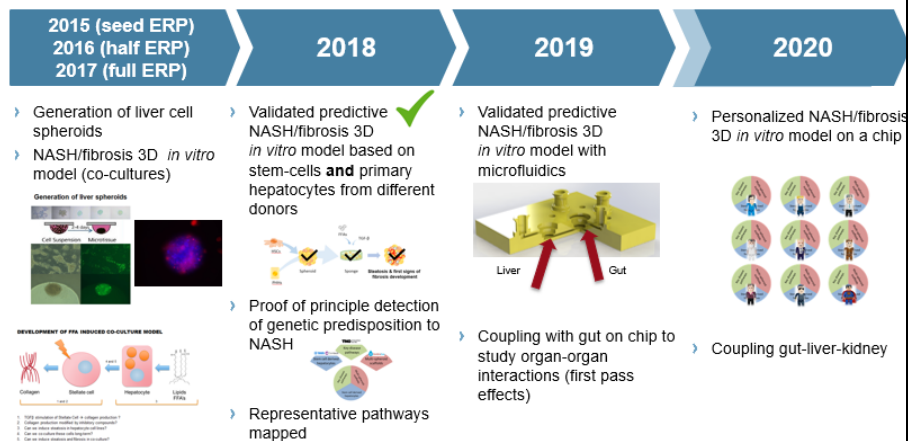 2015 (seed ERP)
2016 (half ERP)
2017 (full ERP)
2018
2019
2020
Generation of liver cell
spheroids
NASH/fibrosis 3D in vitro
model (co-cultures)
Generation of liver spheroids
2-4 days
Cell Suspension Microtissue
DEVELOPMENT OF FFA INDUCED CO-CULTURE MODEL
Collagen
Stellate cell
Hepatocyte
Lipids
FFAs
Validated predictive
NASH/fibrosis 3D
in vitro model based on
stem-cells and primary
hepatocytes from different
donors
Spheroid
Sponge
Steatosis & first signs of
fibrosis development
Proof of principle detection
of genetic predisposition to
NASH
Representative pathways
mapped
Validated predictive
NASH/fibrosis 3D
in vitro model with
microfluidics
Liver
Gut
Coupling with gut on chip to
study organ-organ
interactions (first pass
effects)
Personalized NASH/fibrosis
3D in vitro model on a chip
Coupling gut-liver-kidney